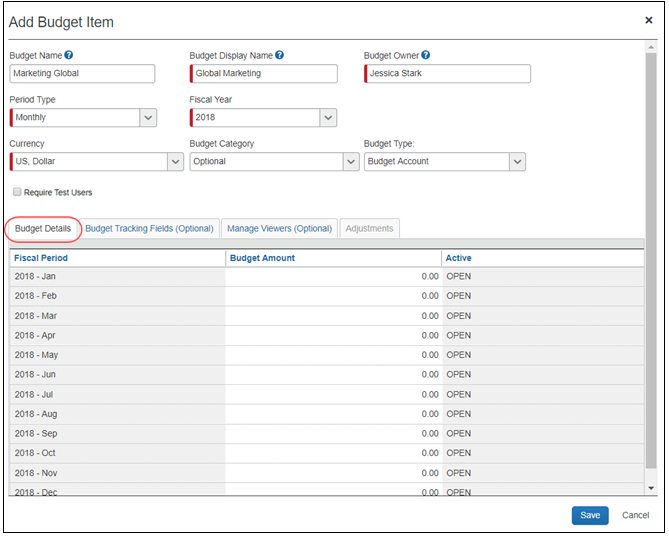 Add Budget Item ×
Budget Name ? Budget Display Name ? Budget Owner ?
Marketing Global Global Marketing Jessica Stark
Period Type Fiscal Year
Monthly 2018
Currency Budget Category Budget Type:
US, Dollar Optional Budget Account
Require Test Users
Budget Details Budget Tracking Fields (Optional) Manage Viewers (Optional) Adjustments
Fiscal Period Budget Amount Active
2018 - Jan 0.00 OPEN
2018 - Feb 0.00 OPEN
2018 - Mar 0.00 OPEN
2018 - Apr 0.00 OPEN
2018 - May 0.00 OPEN
2018 - Jun 0.00 OPEN
2018 - Jul 0.00 OPEN
2018 - Aug 0.00 OPEN
2018 - Sep 0.00 OPEN
2018 - Oct 0.00 OPEN
2018 - Nov 0.00 OPEN
2018 - Dec 0.00 OPEN
Save Cancel